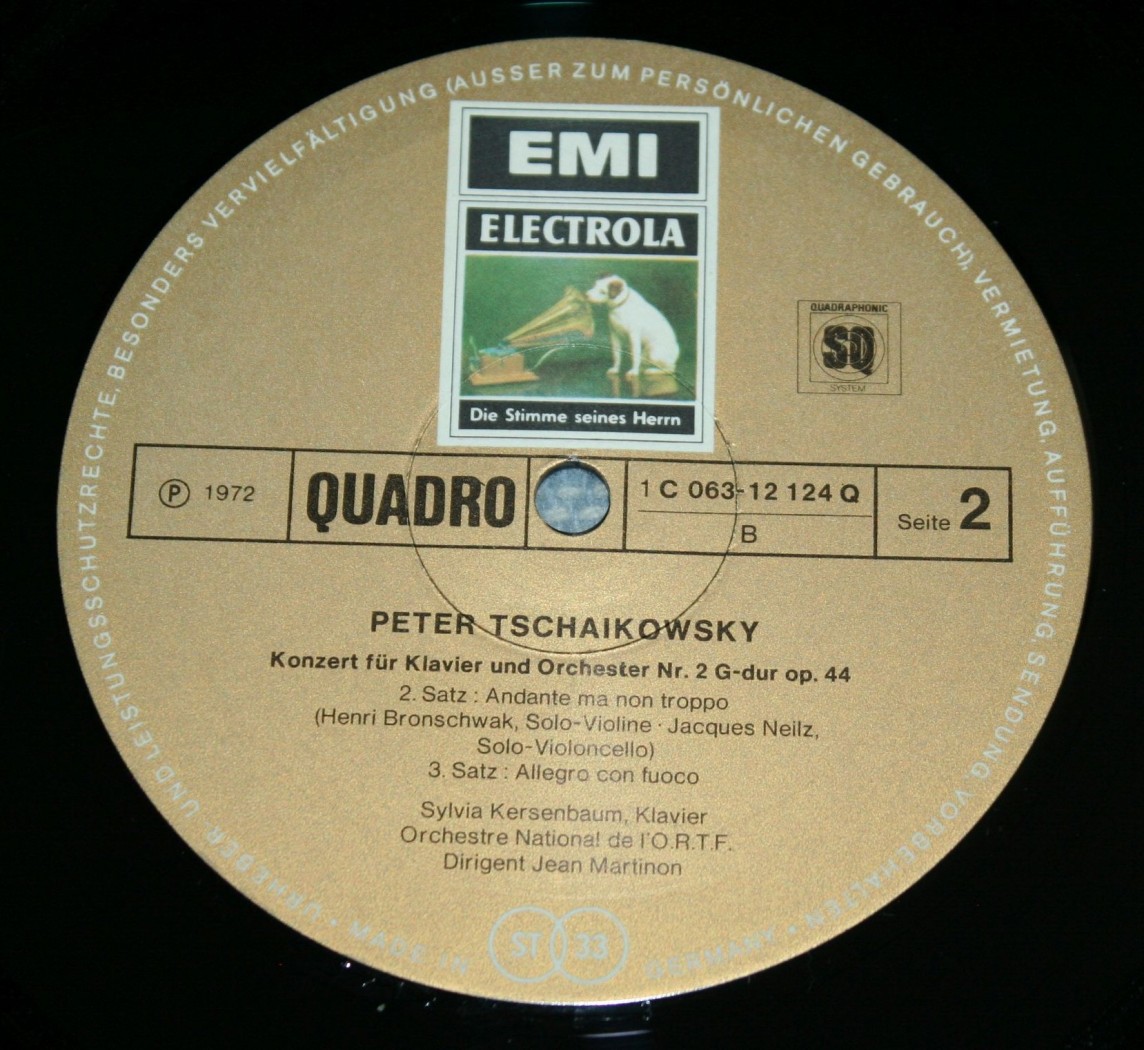 URHEBER- UND LEISTUNGSSCHUTZRECHTE, BESONDERS VERVIELFÄLTIGUNG (AUSSER ZUM PERSÖNLICHEN GEBRAUCH), VERMIETUNG, AUFFÜHRUNG, SENDUNG, VORBEHALTEN •
EMI
ELECTROLA
Die Stimme seines Herrn
QUADRAPHONIC
SQ
SYSTEM
Ⓟ 1972
QUADRO
1 C 063-12 124 Q
B
Seite 2
PETER TSCHAIKOWSKY
Konzert für Klavier und Orchester Nr. 2 G-dur op. 44
2. Satz : Andante ma non troppo
(Henri Bronschwak, Solo-Violine · Jacques Neilz,
Solo-Violoncello)
3. Satz : Allegro con fuoco
Sylvia Kersenbaum, Klavier
Orchestre National de l'O.R.T.F.
Dirigent Jean Martinon
ST 33
MADE IN GERMANY